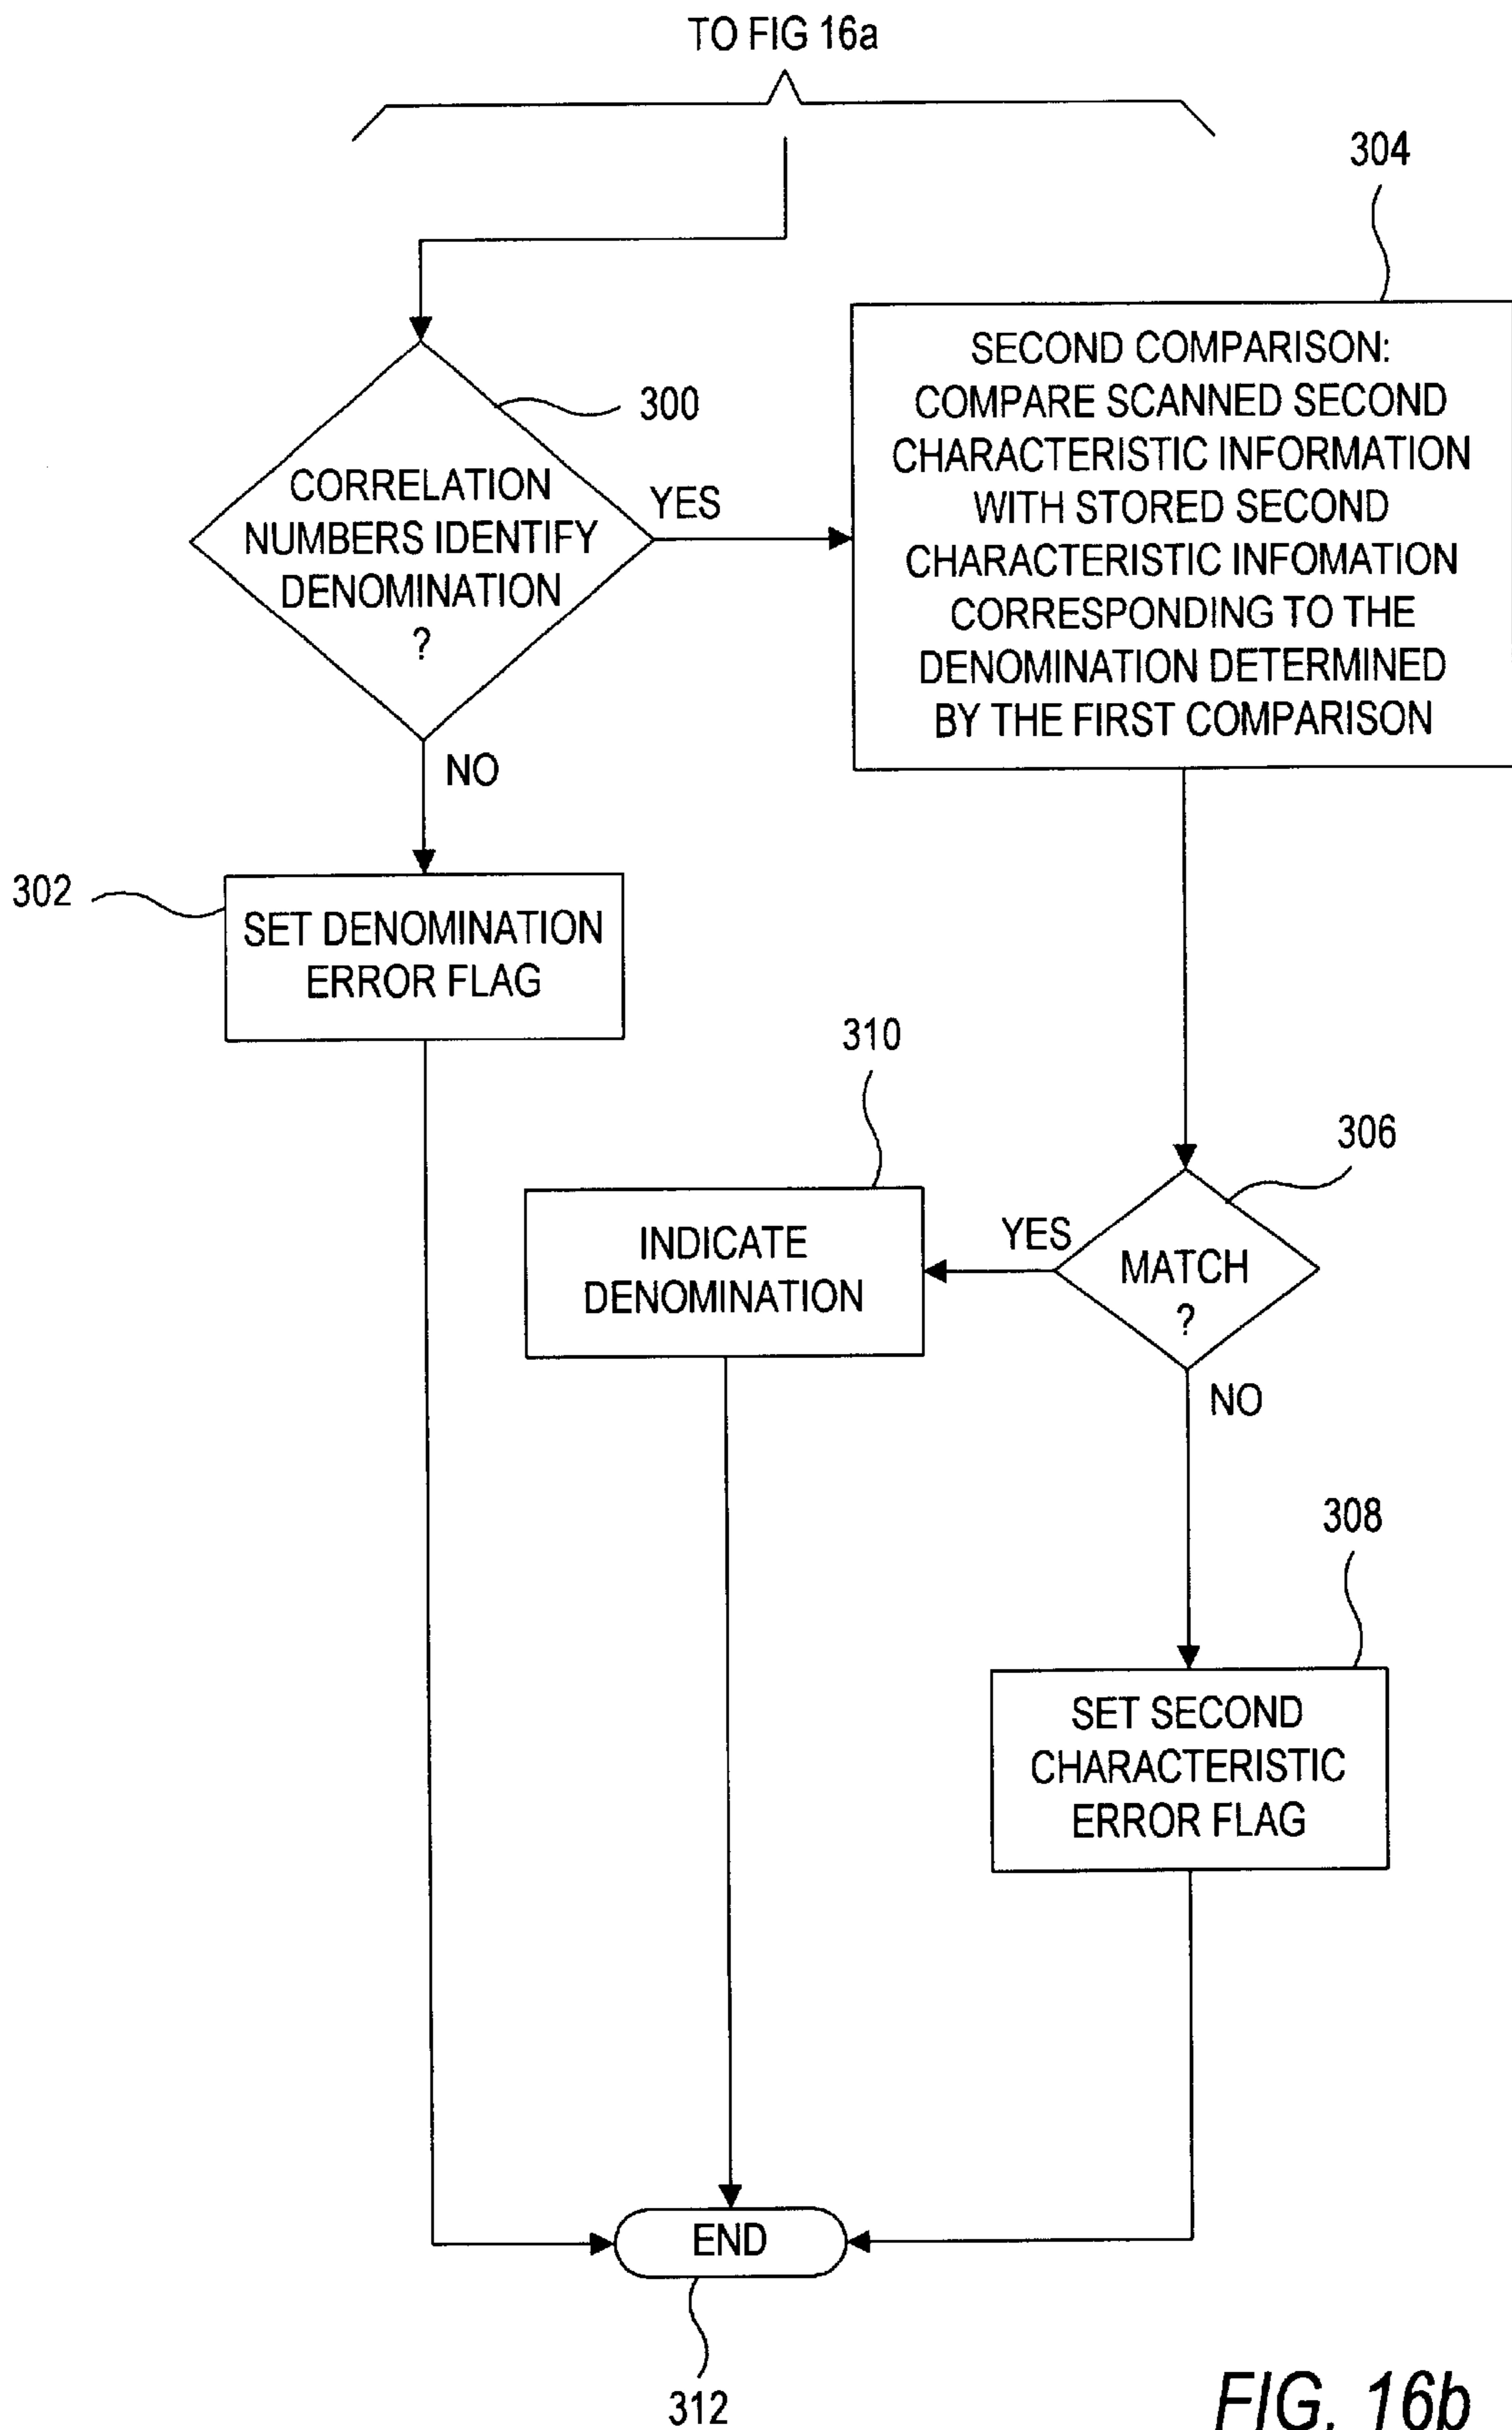 TO FIG 16a
304
300
CORRELATION
NUMBERS IDENTIFY
DENOMINATION
?
YES
SECOND COMPARISON:
COMPARE SCANNED SECOND
CHARACTERISTIC INFORMATION
WITH STORED SECOND
CHARACTERISTIC INFOMATION
CORRESPONDING TO THE
DENOMINATION DETERMINED
BY THE FIRST COMPARISON
NO
302
SET DENOMINATION
ERROR FLAG
310
306
INDICATE
DENOMINATION
YES
MATCH
?
NO
308
SET SECOND
CHARACTERISTIC
ERROR FLAG
END
312
FIG. 16b